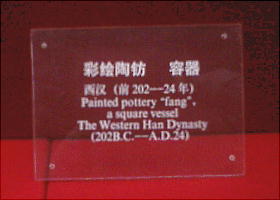 彩绘陶钫 容器
西汉 (前202--24年)
Painted pottery "fang",
a square vessel
The Western Han Dynasty
(202B.C.--A.D.24)